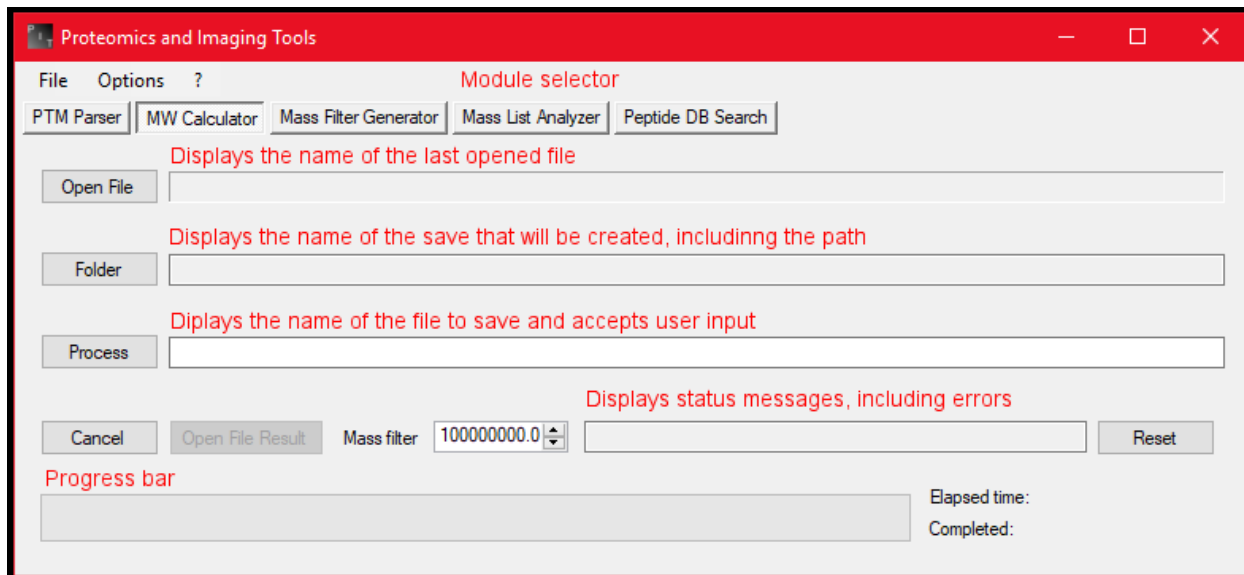 Proteomics and Imaging Tools
File Options ?
Module selector
PTM Parser MW Calculator Mass Filter Generator Mass List Analyzer Peptide DB Search
Displays the name of the last opened file
Open File
Displays the name of the save that will be created, includinng the path
Folder
Diplays the name of the file to save and accepts user input
Process
Displays status messages, including errors
Cancel Open File Result Mass filter 100000000.0 Reset
Progress bar
Elapsed time:
Completed: